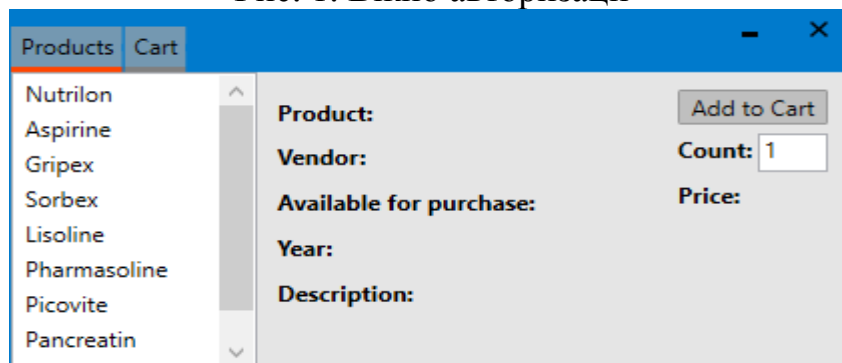 Products Cart
Nutrilon
Aspirine
Gripex
Sorbex
Lisoline
Pharmasoline
Picovite
Pancreatin
Product:
Vendor:
Available for purchase:
Year:
Description:
Add to Cart
Count: 1
Price: